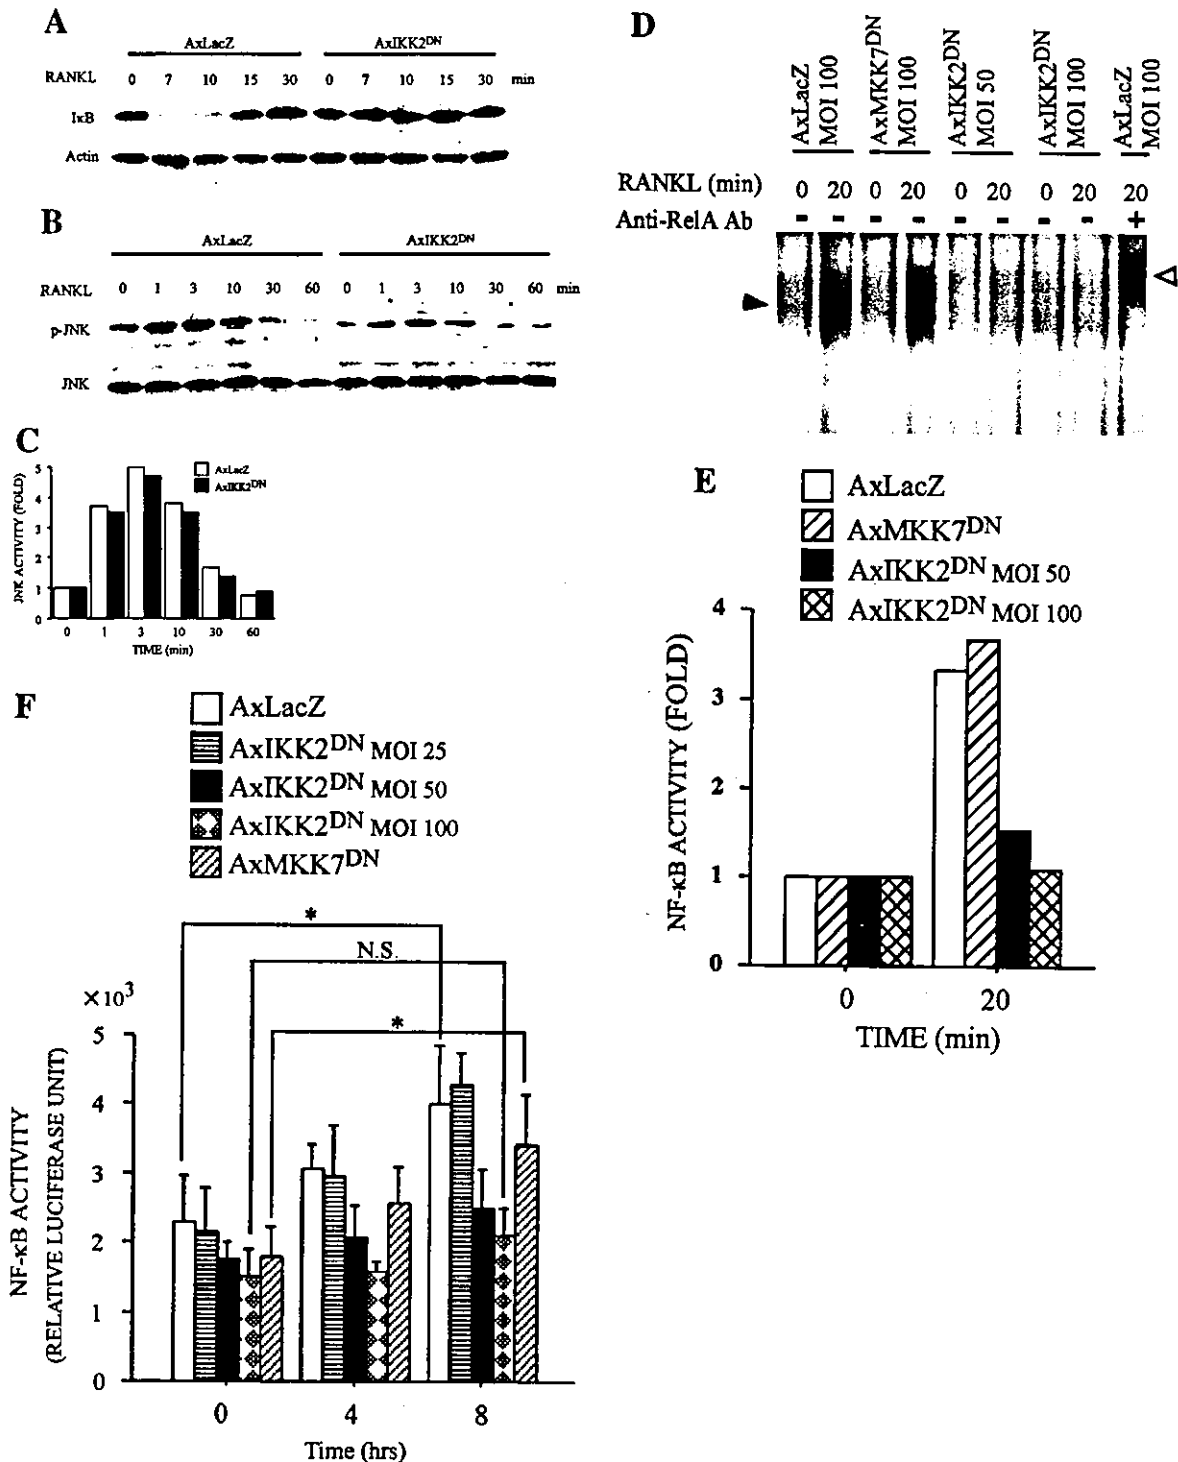 A
AxLacZ AxIKK2DN
RANKL 0 7 10 15 30 0 7 10 15 30 min
IκB
Actin
B
AxLacZ AxIKK2DN
RANKL 0 1 3 10 30 60 0 1 3 10 30 60 min
p-JNK
JNK
C
AxLacZ
AxIKK2DN
JNK ACTIVITY (FOLD)
5
4
3
2
1
0
0 1 3 10 30 60
TIME (min)
D
AxLacZ MOI 100
AxMKK7DN MOI 100
AxIKK2DN MOI 50
AxIKK2DN MOI 100
AxLacZ MOI 100
RANKL (min) 0 20 0 20 0 20 0 20 20
Anti-RelA Ab - - - - - - - - +
E
AxLacZ
AxMKK7DN
AxIKK2DN MOI 50
AxIKK2DN MOI 100
NF-κB ACTIVITY (FOLD)
4
3
2
1
0
0 20
TIME (min)
F
AxLacZ
AxIKK2DN MOI 25
AxIKK2DN MOI 50
AxIKK2DN MOI 100
AxMKK7DN
*
N.S.
*
×10³
NF-κB ACTIVITY
(RELATIVE LUCIFERASE UNIT)
5
4
3
2
1
0
0 4 8
Time (hrs)